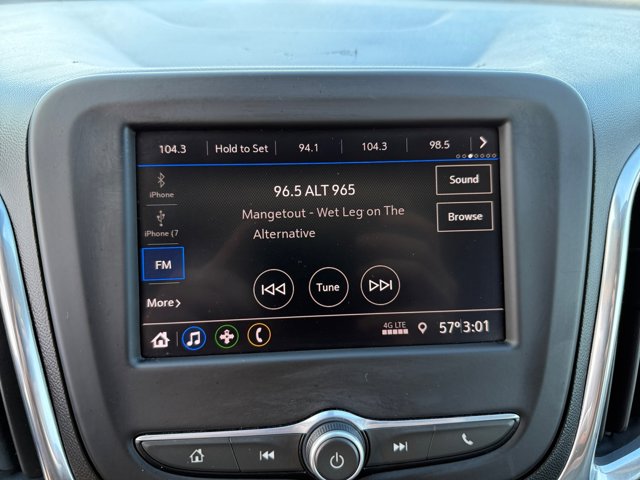 104.3 Hold to Set 94.1 104.3 98.5
iPhone
iPhone (7
FM
More
96.5 ALT 965
Mangetout - Wet Leg on The
Alternative
Tune
Sound
Browse
4G LTE 57° 3:01